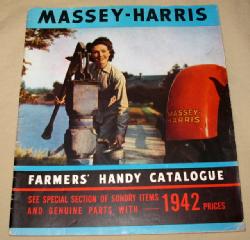 MASSEY-HARRIS
MASSEY-
HARRIS
FARMERS' HANDY CATALOGUE
SEE SPECIAL SECTION OF SUNDRY ITEMS
AND GENUINE PARTS WITH — 1942 PRICES